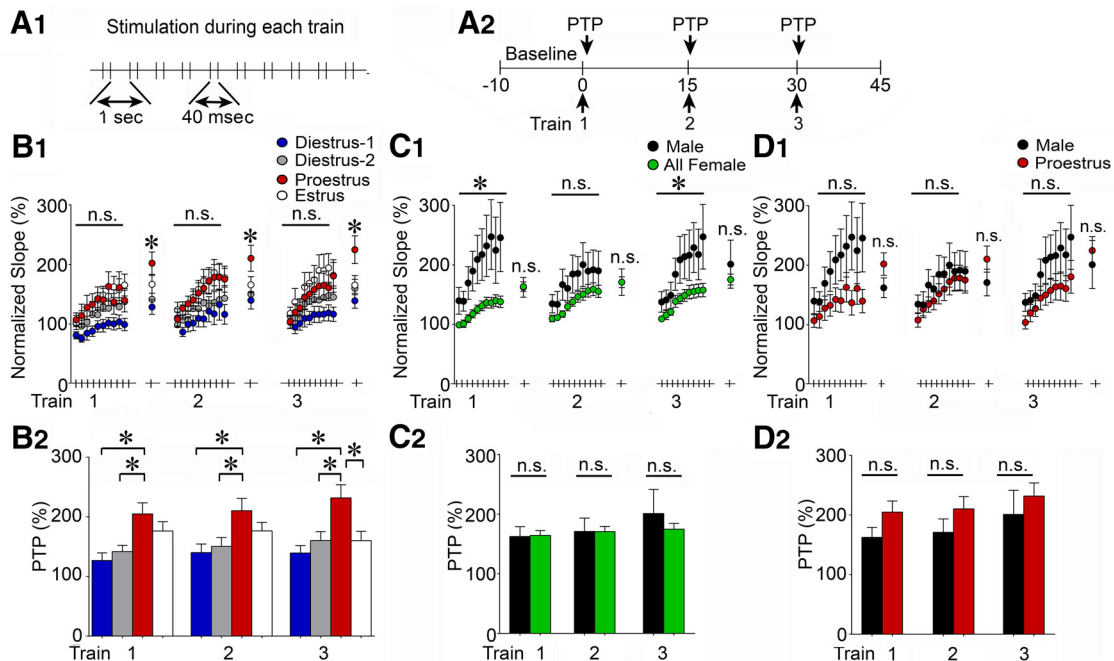 A1
Stimulation during each train
1 sec
40 msec
A2
PTP PTP PTP
Baseline
-10 0 15 30 45
Train 1 2 3
B1
Diestrus-1
Diestrus-2
Proestrus
Estrus
Normalized Slope (%)
300
200
100
0
n.s. * n.s. * n.s. *
Train 1 2 3
C1
Male
All Female
Normalized Slope (%)
300
200
100
0
* n.s. n.s. n.s. * n.s.
Train 1 2 3
D1
Male
Proestrus
Normalized Slope (%)
300
200
100
0
n.s. n.s. n.s. n.s. n.s. n.s.
Train 1 2 3
B2
PTP (%)
300
200
100
0
* * * * * * *
Train 1 2 3
C2
PTP (%)
300
200
100
0
n.s. n.s. n.s.
Train 1 2 3
D2
PTP (%)
300
200
100
0
n.s. n.s. n.s.
Train 1 2 3